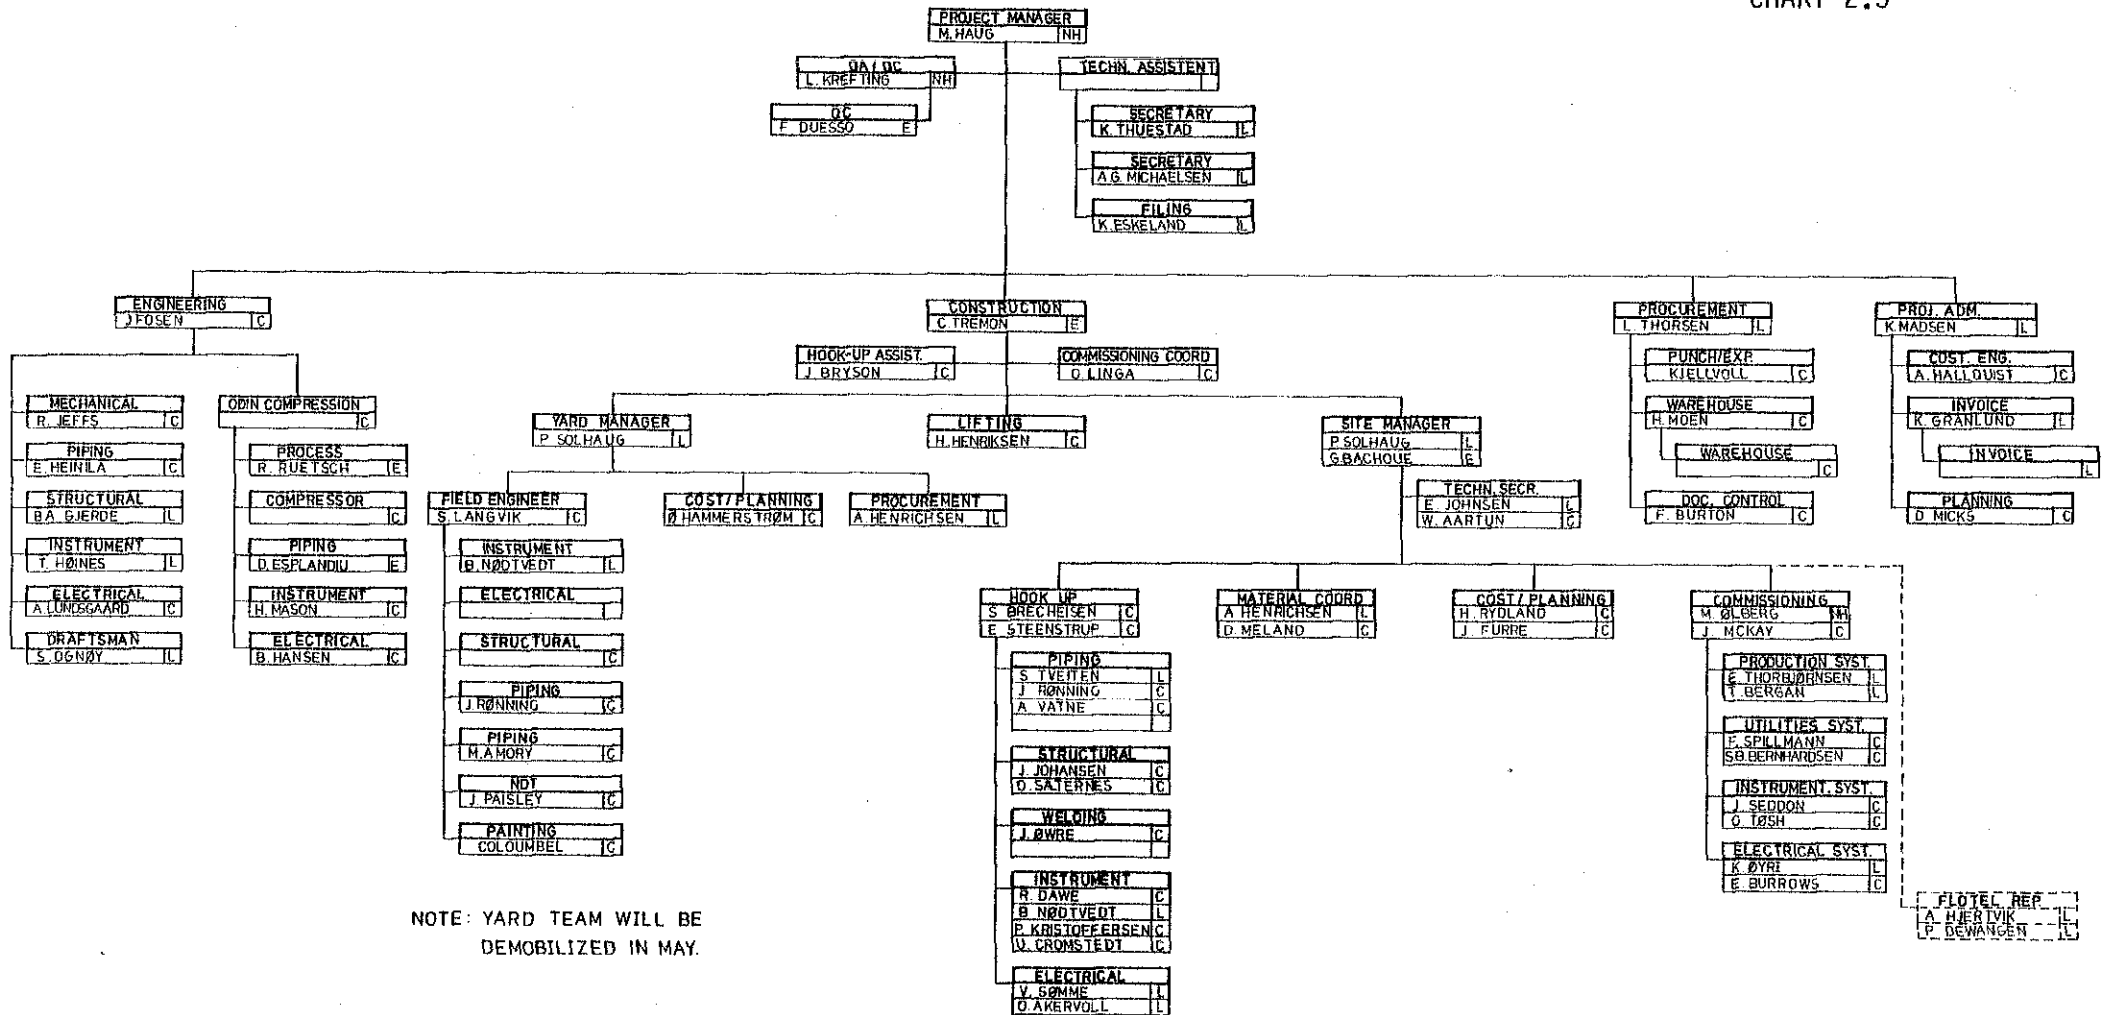 CHART 2.5
PROJECT MANAGER
M. HAUG NH
QA / QC
L. KREFTING NH
TECHN. ASSISTENT
QC
F. DUESSO E
SECRETARY
K. THUESTAD L
SECRETARY
A.G. MICHAELSEN L
FILING
K. ESKELAND L
ENGINEERING
J FOSEN C
CONSTRUCTION
C. TREMON E
PROCUREMENT
L. THORSEN L
PROJ. ADM.
K. MADSEN L
HOOK-UP ASSIST.
J. BRYSON C
COMMISSIONING COORD
O. LINGA C
MECHANICAL
R. JEFFS C
PIPING
E. HEINILA C
STRUCTURAL
B.A. GJERDE L
INSTRUMENT
T. HØINES L
ELECTRICAL
A. LUNDSGAARD C
DRAFTSMAN
S. OGNØY L
ODIN COMPRESSION
C
PROCESS
R. RUETSCH E
COMPRESSOR
C
PIPING
D. ESPLANDIU E
INSTRUMENT
H. MASON C
ELECTRICAL
B. HANSEN C
YARD MANAGER
P. SOLHAUG L
LIFTING
H. HENRIKSEN C
SITE MANAGER
P. SOLHAUG L
G. BACHOUE E
FIELD ENGINEER
S. LANGVIK C
COST / PLANNING
Ø HAMMERSTRØM C
PROCUREMENT
A. HENRICHSEN L
TECHN. SECR.
E. JOHNSEN L
W. AARTUN C
INSTRUMENT
B. NØDTVEDT L
ELECTRICAL
STRUCTURAL
C
PIPING
J. RØNNING C
PIPING
M. AMORY C
NDT
J. PAISLEY C
PAINTING
COLOUMBEL C
HOOK UP
S BRECHEISEN C
E STEENSTRUP C
MATERIAL COORD
A. HENRICHSEN L
D. MELAND C
COST / PLANNING
H. RYDLAND C
J. FURRE C
COMMISSIONING
M. ØLBERG NH
J. MCKAY C
PIPING
S TVEITEN L
J RØNNING C
A. VATNE C
STRUCTURAL
J. JOHANSEN C
O. SATERNES C
WELDING
J. ØWRE C
INSTRUMENT
R. DAWE C
B NØDTVEDT L
P. KRISTOFFERSEN C
U. CROMSTEDT C
ELECTRICAL
V. SØMME L
O. AKERVOLL L
PRODUCTION SYST.
E. THORBJØRNSEN L
T. BERGAN L
UTILITIES SYST.
F. SPILLMANN C
S.B. BERNHARDSEN C
INSTRUMENT. SYST.
J. SEDDON C
O. TØSH C
ELECTRICAL SYST.
K. ØYRI L
E. BURROWS C
FLOTEL REP
A. HJERTVIK L
P. DEWANGEN L
PUNCH/EXP.
KJELLVOLL C
WAREHOUSE
H. MOEN C
WAREHOUSE
C
DOC. CONTROL
F. BURTON C
COST. ENG.
A. HALLQUIST C
INVOICE
K. GRANLUND L
INVOICE
L
PLANNING
D. MICKS C
NOTE: YARD TEAM WILL BE
DEMOBILIZED IN MAY.